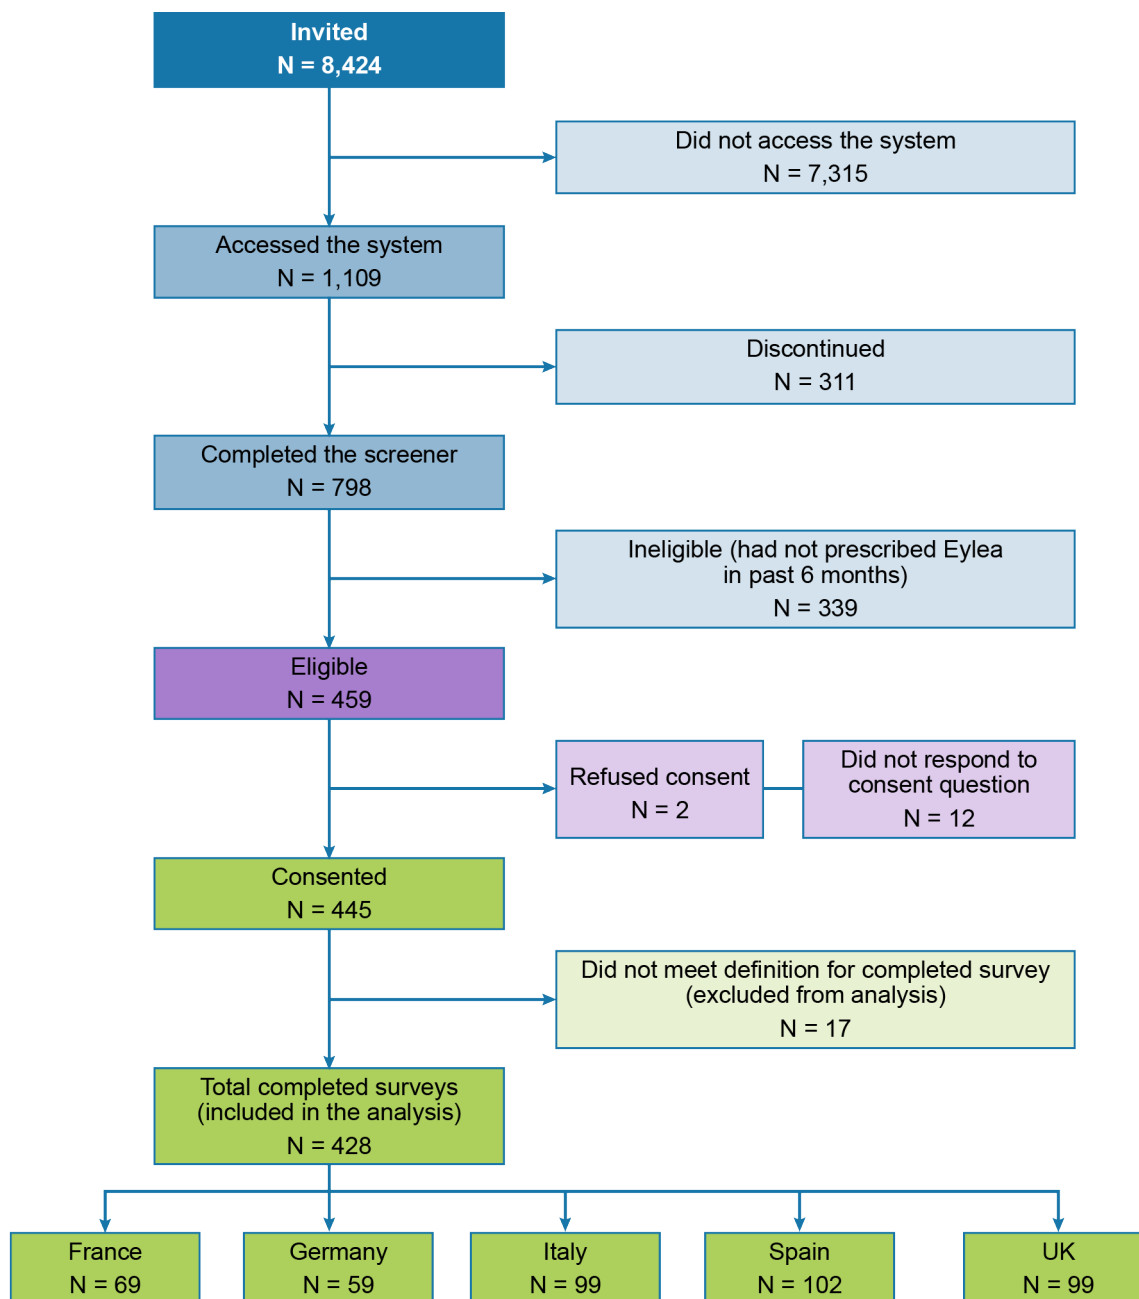 Invited
N = 8,424
Did not access the system
N = 7,315
Accessed the system
N = 1,109
Discontinued
N = 311
Completed the screener
N = 798
Ineligible (had not prescribed Eylea
in past 6 months)
N = 339
Eligible
N = 459
Refused consent
N = 2
Did not respond to
consent question
N = 12
Consented
N = 445
Did not meet definition for completed survey
(excluded from analysis)
N = 17
Total completed surveys
(included in the analysis)
N = 428
France
N = 69
Germany
N = 59
Italy
N = 99
Spain
N = 102
UK
N = 99